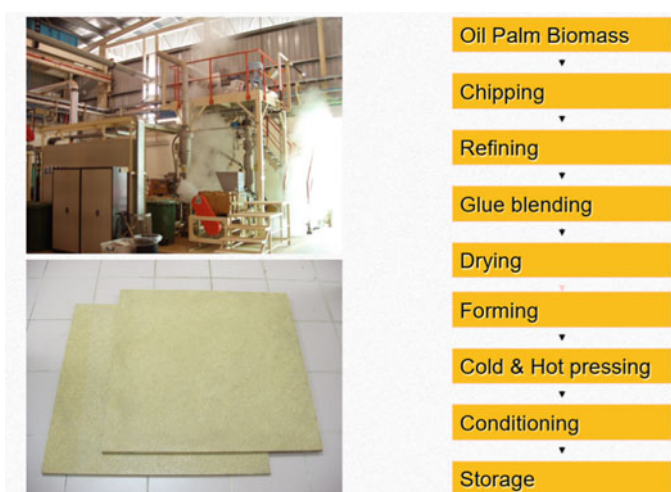 Oil Palm Biomass
Chipping
Refining
Glue blending
Drying
Forming
Cold & Hot pressing
Conditioning
Storage